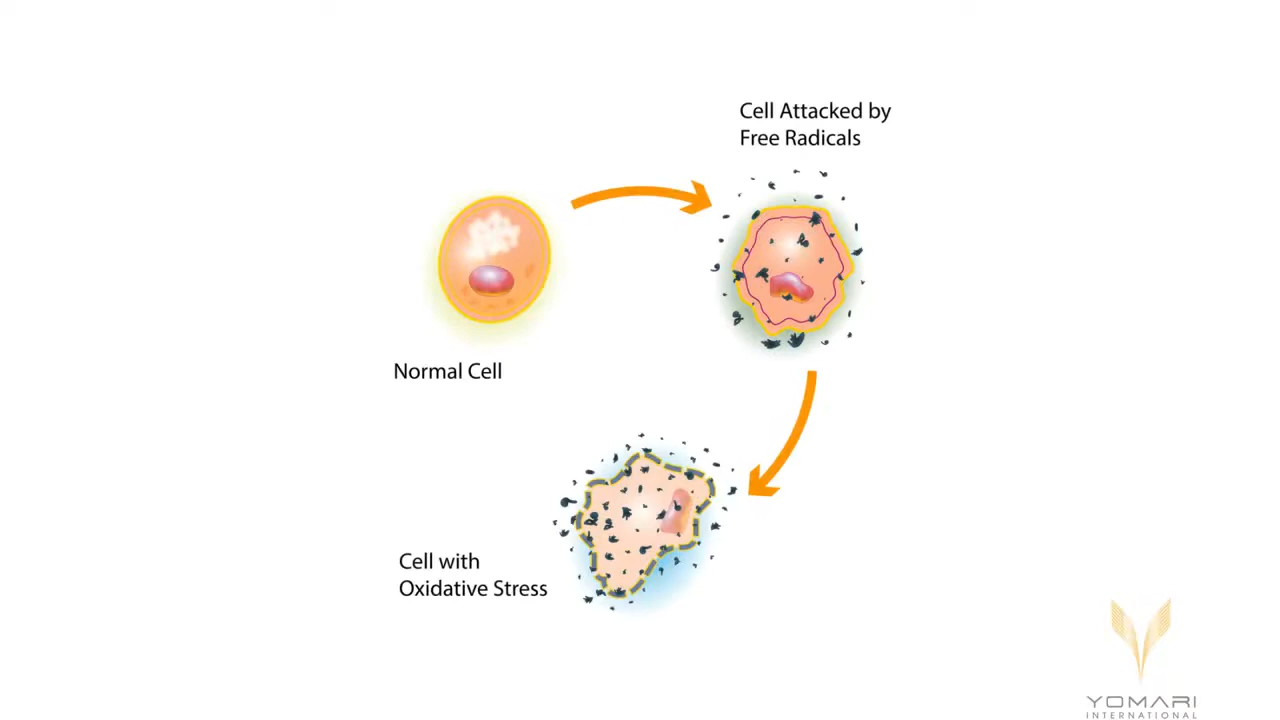 Cell Attacked by
Free Radicals
Normal Cell
Cell with
Oxidative Stress
YOMARI
INTERNATIONAL